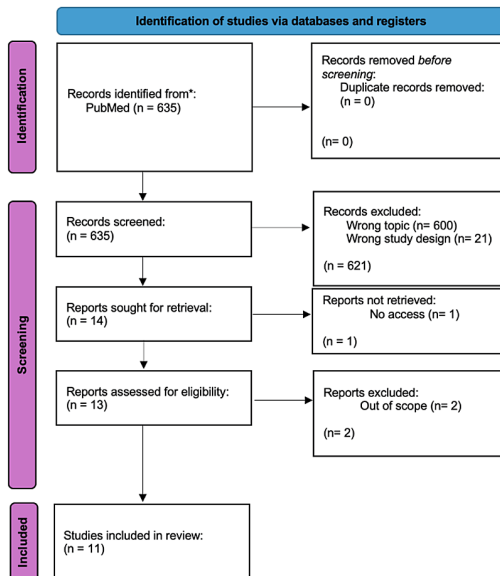 Identification of studies via databases and registers
Identification
Records identified from*:
PubMed (n = 635)
Records removed before
screening:
Duplicate records removed:
(n = 0)
(n= 0)
Screening
Records screened:
(n = 635)
Records excluded:
Wrong topic (n= 600)
Wrong study design (n= 21)
(n = 621)
Reports sought for retrieval:
(n = 14)
Reports not retrieved:
No access (n= 1)
(n = 1)
Reports assessed for eligibility:
(n = 13)
Reports excluded:
Out of scope (n= 2)
(n= 2)
Included
Studies included in review:
(n = 11)